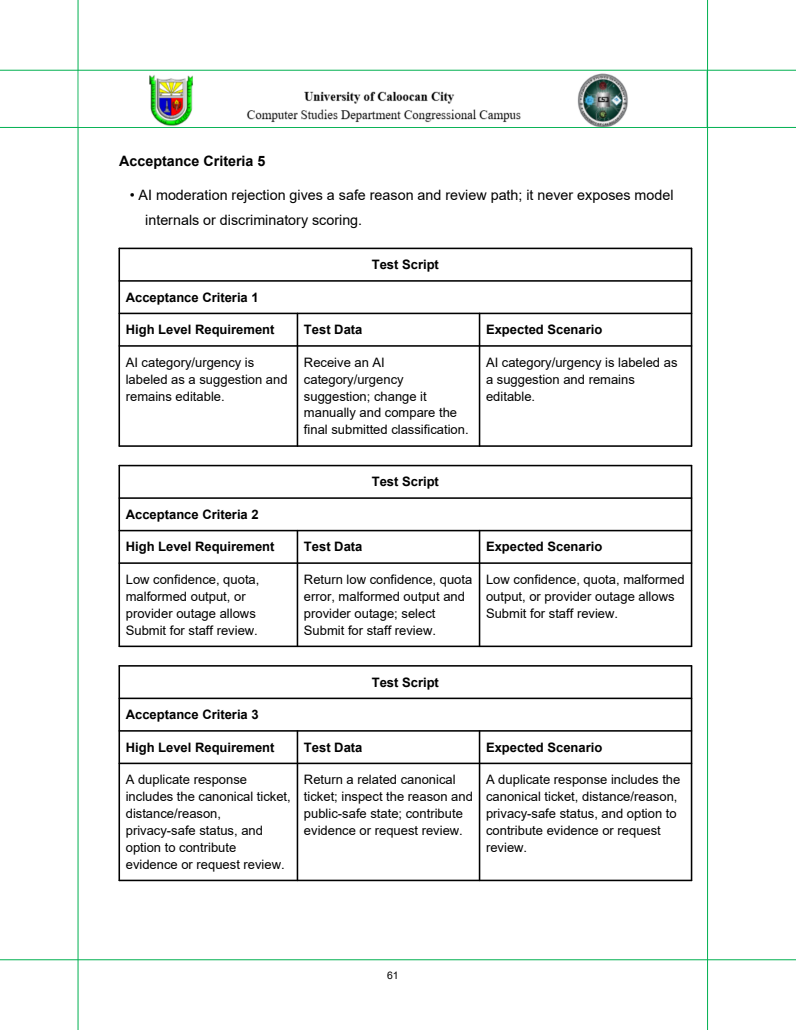 University of Caloocan City
Computer Studies Department Congressional Campus
Acceptance Criteria 5
• AI moderation rejection gives a safe reason and review path; it never exposes model
internals or discriminatory scoring.
Test Script
Acceptance Criteria 1
High Level Requirement
Test Data
Expected Scenario
AI category/urgency is
labeled as a suggestion and
remains editable.
Receive an AI
category/urgency
suggestion; change it
manually and compare the
final submitted classification.
AI category/urgency is labeled as
a suggestion and remains
editable.
Test Script
Acceptance Criteria 2
High Level Requirement
Test Data
Expected Scenario
Low confidence, quota,
malformed output, or
provider outage allows
Submit for staff review.
Return low confidence, quota
error, malformed output and
provider outage; select
Submit for staff review.
Low confidence, quota, malformed
output, or provider outage allows
Submit for staff review.
Test Script
Acceptance Criteria 3
High Level Requirement
Test Data
Expected Scenario
A duplicate response
includes the canonical ticket,
distance/reason,
privacy-safe status, and
option to contribute
evidence or request review.
Return a related canonical
ticket; inspect the reason and
public-safe state; contribute
evidence or request review.
A duplicate response includes the
canonical ticket, distance/reason,
privacy-safe status, and option to
contribute evidence or request
review.
61